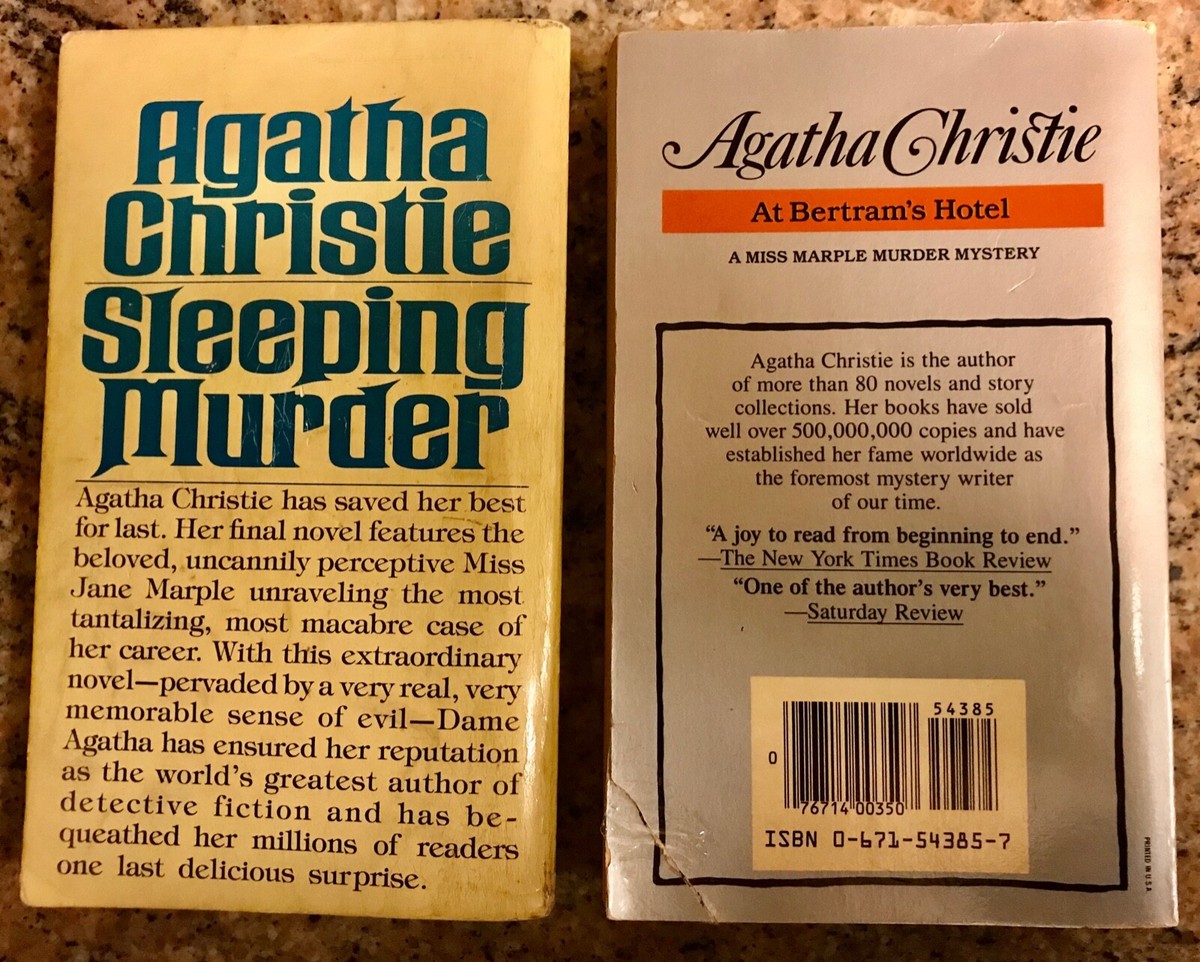 Agatha
Christie
Sleeping
Murder
Agatha Christie has saved her best
for last. Her final novel features the
beloved, uncannily perceptive Miss
Jane Marple unraveling the most
tantalizing, most macabre case of
her career. With this extraordinary
novel—pervaded by a very real, very
memorable sense of evil—Dame
Agatha has ensured her reputation
as the world's greatest author of
detective fiction and has be-
queathed her millions of readers
one last delicious surprise.
Agatha Christie
At Bertram's Hotel
A MISS MARPLE MURDER MYSTERY
Agatha Christie is the author
of more than 80 novels and story
collections. Her books have sold
well over 500,000,000 copies and have
established her fame worldwide as
the foremost mystery writer
of our time.
“A joy to read from beginning to end.”
—The New York Times Book Review
“One of the author's very best.”
—Saturday Review
54385
0
76714 00350
ISBN 0-671-54385-7
PRINTED IN U.S.A.